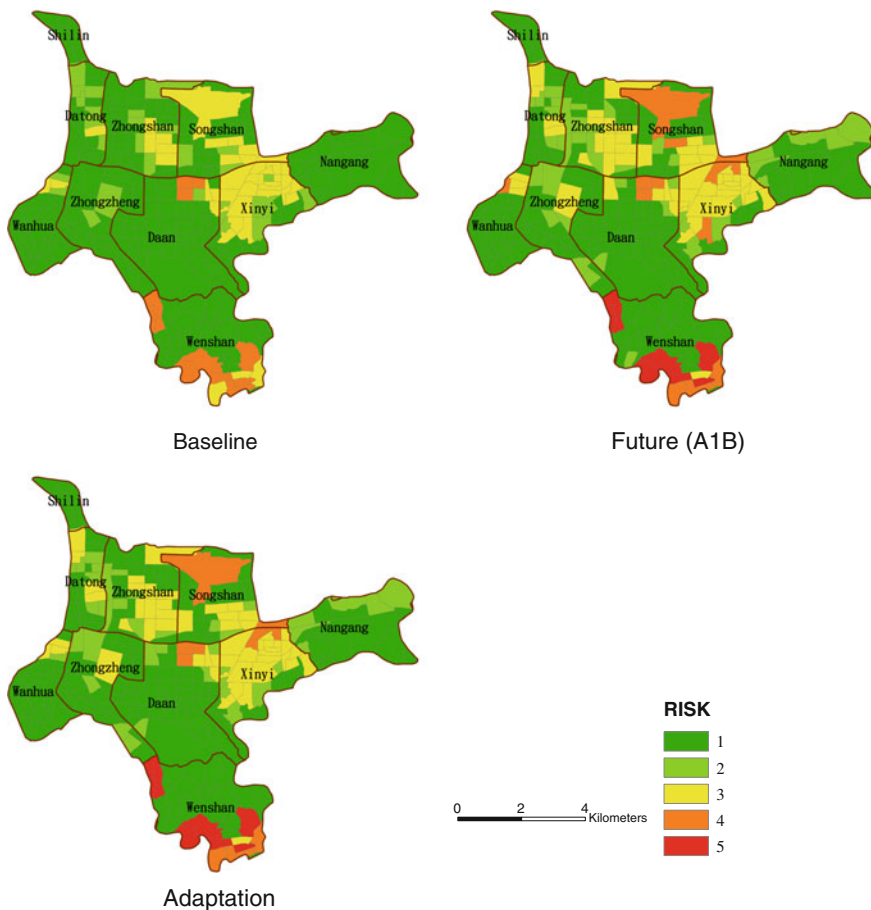 Shilin
Datong
Zhongshan
Songshan
Nangang
Zhongzheng
Xinyi
Wanhua
Daan
Wenshan
Baseline
Shilin
Datong
Zhongshan
Songshan
Nangang
Zhongzheng
Xinyi
Wanhua
Daan
Wenshan
Future (A1B)
Shilin
Datong
Zhongshan
Songshan
Nangang
Zhongzheng
Xinyi
Wanhua
Daan
Wenshan
Adaptation
0 2 4
Kilometers
RISK
1
2
3
4
5